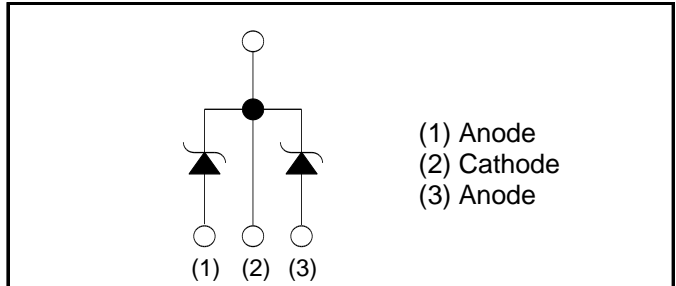 (1) Anode
(2) Cathode
(3) Anode
(1) (2) (3)